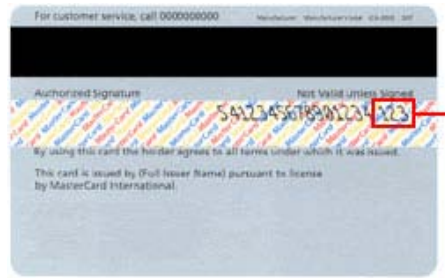 For customer service, call 0000000000
Authorized Signature Not Valid unless Signed
5412345678901234 123
By using this card the holder agrees to all terms under which it was issued.
This card is issued by (Full Issuer Name) pursuant to license
by MasterCard International.